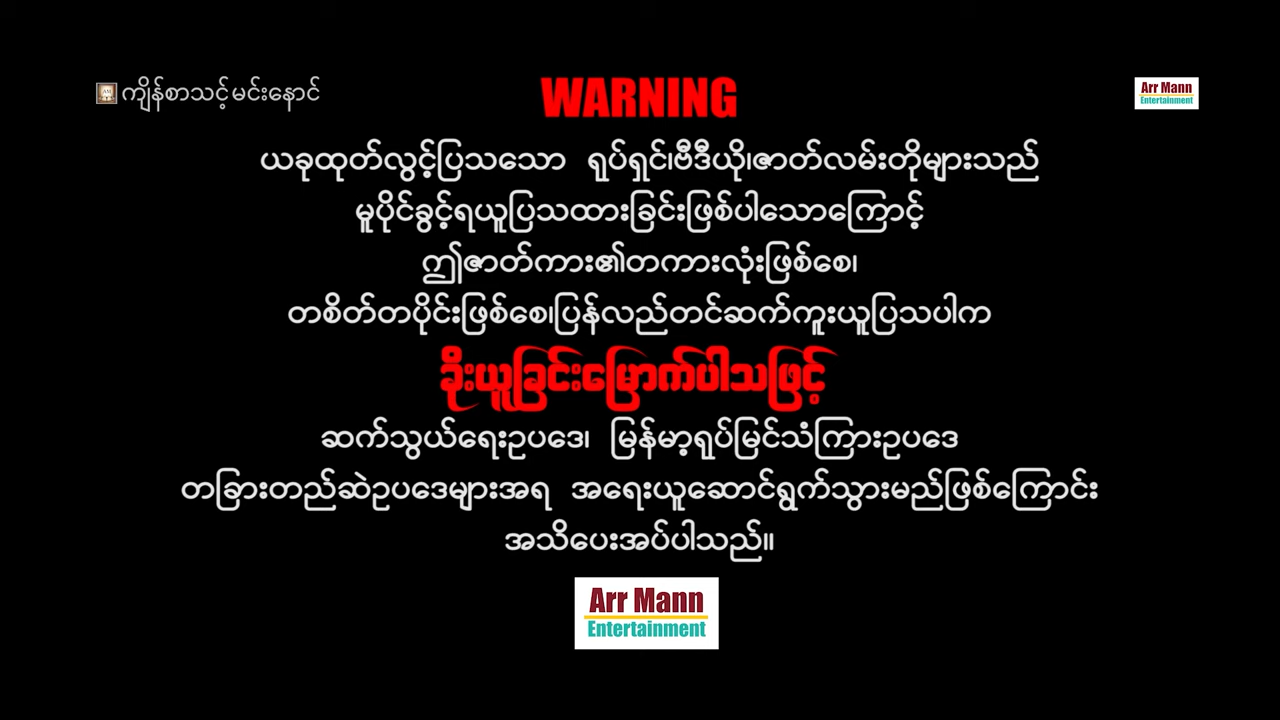 ကျိန်စာသင့်မင်းနောင်
WARNING
Arr Mann
Entertainment
ယခုထုတ်လွှင့်ပြသသော ရုပ်ရှင်၊ဗီဒီယို၊ဇာတ်လမ်းတိုများသည်
မူပိုင်ခွင့်ရယူပြသထားခြင်းဖြစ်ပါသောကြောင့်
ဤဇာတ်ကား၏တကားလုံးဖြစ်စေ၊
တစိတ်တပိုင်းဖြစ်စေ၊ပြန်လည်တင်ဆက်ကူးယူပြသပါက
ခိုးယူခြင်းမြောက်ပါသဖြင့်
ဆက်သွယ်ရေးဥပဒေ၊ မြန်မာ့ရုပ်မြင်သံကြားဥပဒေ
တခြားတည်ဆဲဥပဒေများအရ အရေးယူဆောင်ရွက်သွားမည်ဖြစ်ကြောင်း
အသိပေးအပ်ပါသည်။
Arr Mann
Entertainment